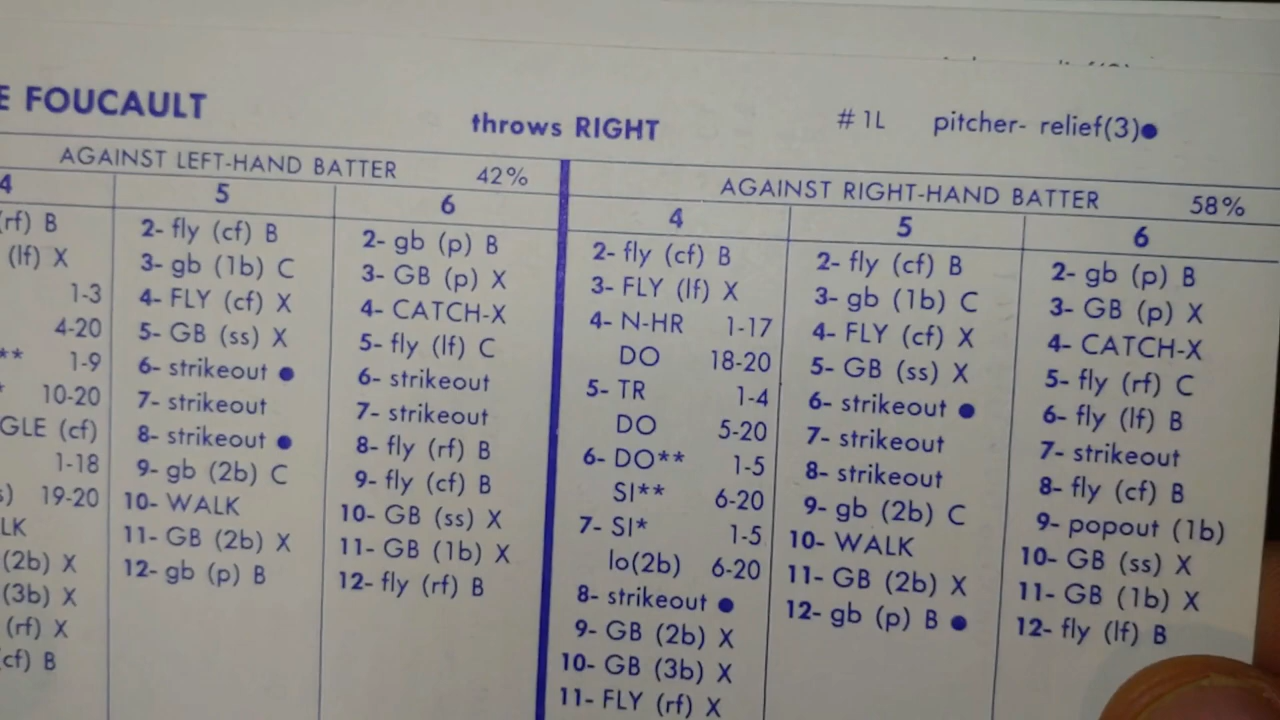 E FOUCAULT
throws RIGHT
# 1L pitcher- relief(3)●
AGAINST LEFT-HAND BATTER 42%
4
(rf) B
(lf) X
1-3
4-20
** 1-9
* 10-20
GLE (cf)
1-18
s) 19-20
LK
(2b) X
(3b) X
(rf) X
cf) B
5
2- fly (cf) B
3- gb (1b) C
4- FLY (cf) X
5- GB (ss) X
6- strikeout ●
7- strikeout
8- strikeout ●
9- gb (2b) C
10- WALK
11- GB (2b) X
12- gb (p) B
6
2- gb (p) B
3- GB (p) X
4- CATCH-X
5- fly (lf) C
6- strikeout
7- strikeout
8- fly (rf) B
9- fly (cf) B
10- GB (ss) X
11- GB (1b) X
12- fly (rf) B
AGAINST RIGHT-HAND BATTER 58%
4
2- fly (cf) B
3- FLY (lf) X
4- N-HR 1-17
DO 18-20
5- TR 1-4
DO 5-20
6- DO** 1-5
SI** 6-20
7- SI* 1-5
lo(2b) 6-20
8- strikeout ●
9- GB (2b) X
10- GB (3b) X
11- FLY (rf) X
5
2- fly (cf) B
3- gb (1b) C
4- FLY (cf) X
5- GB (ss) X
6- strikeout ●
7- strikeout
8- strikeout
9- gb (2b) C
10- WALK
11- GB (2b) X
12- gb (p) B ●
6
2- gb (p) B
3- GB (p) X
4- CATCH-X
5- fly (rf) C
6- fly (lf) B
7- strikeout
8- fly (cf) B
9- popout (1b)
10- GB (ss) X
11- GB (1b) X
12- fly (lf) B